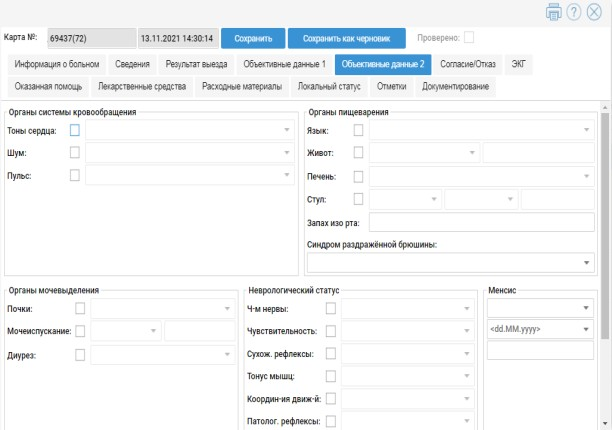 Карта №: 69437(72) 13.11.2021 14:30:14 Сохранить Сохранить как черновик Проверено:
Информация о больном Сведения Результат выезда Объективные данные 1 Объективные данные 2 Согласие/Отказ ЭКГ
Оказанная помощь Лекарственные средства Расходные материалы Локальный статус Отметки Документирование
Органы системы кровообращения
Тоны сердца:
Шум:
Пульс:
Органы пищеварения
Язык:
Живот:
Печень:
Стул:
Запах изо рта:
Синдром раздражённой брюшины:
Органы мочевыделения
Почки:
Мочеиспускание:
Диурез:
Неврологический статус
Ч-м нервы:
Чувствительность:
Сухож. рефлексы:
Тонус мышц:
Координ-ия движ-й:
Патолог. рефлексы:
Менсис
<dd.MM.yyyy>